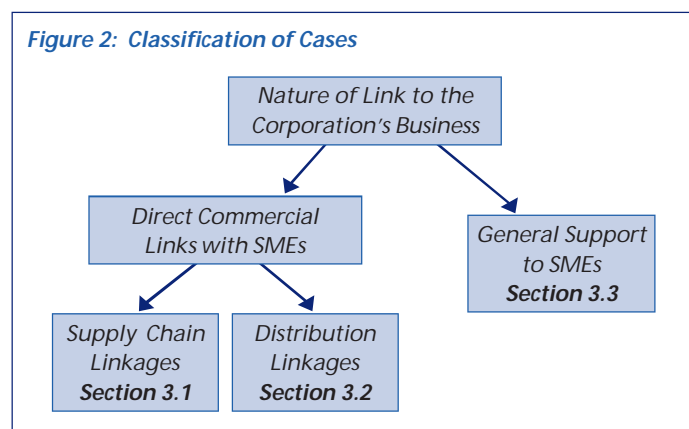 Figure 2: Classification of Cases
Nature of Link to the
Corporation's Business
Direct Commercial
Links with SMEs
General Support
to SMEs
Section 3.3
Supply Chain
Linkages
Section 3.1
Distribution
Linkages
Section 3.2